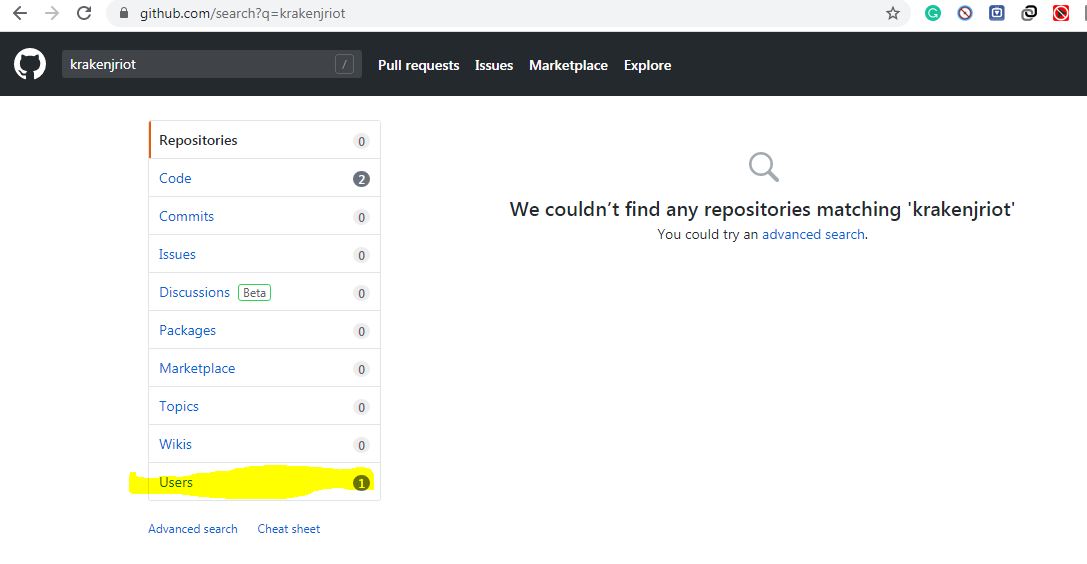 github.com/search?q=krakenjriot
krakenjriot /
Pull requests Issues Marketplace Explore
Repositories 0
Code 2
Commits 0
Issues 0
Discussions Beta 0
Packages 0
Marketplace 0
Topics 0
Wikis 0
Users 1
Advanced search Cheat sheet
We couldn’t find any repositories matching 'krakenjriot'
You could try an advanced search.